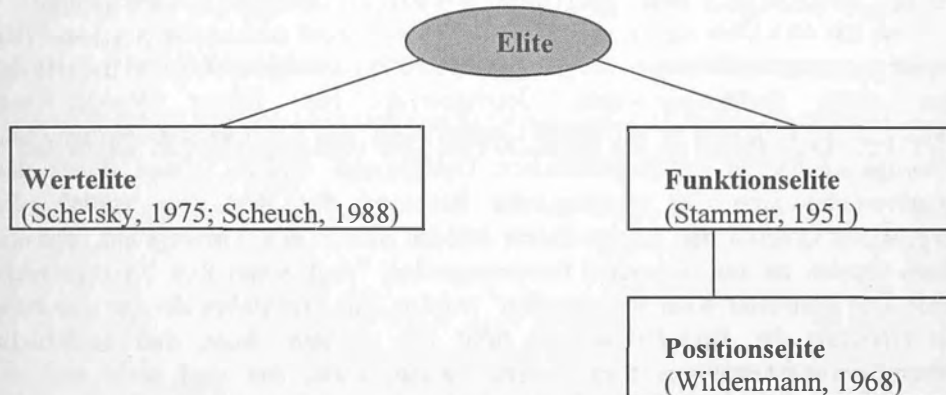 Elite
Wertelite
(Schelsky, 1975; Scheuch, 1988)
Funktionselite
(Stammer, 1951)
Positionselite
(Wildenmann, 1968)